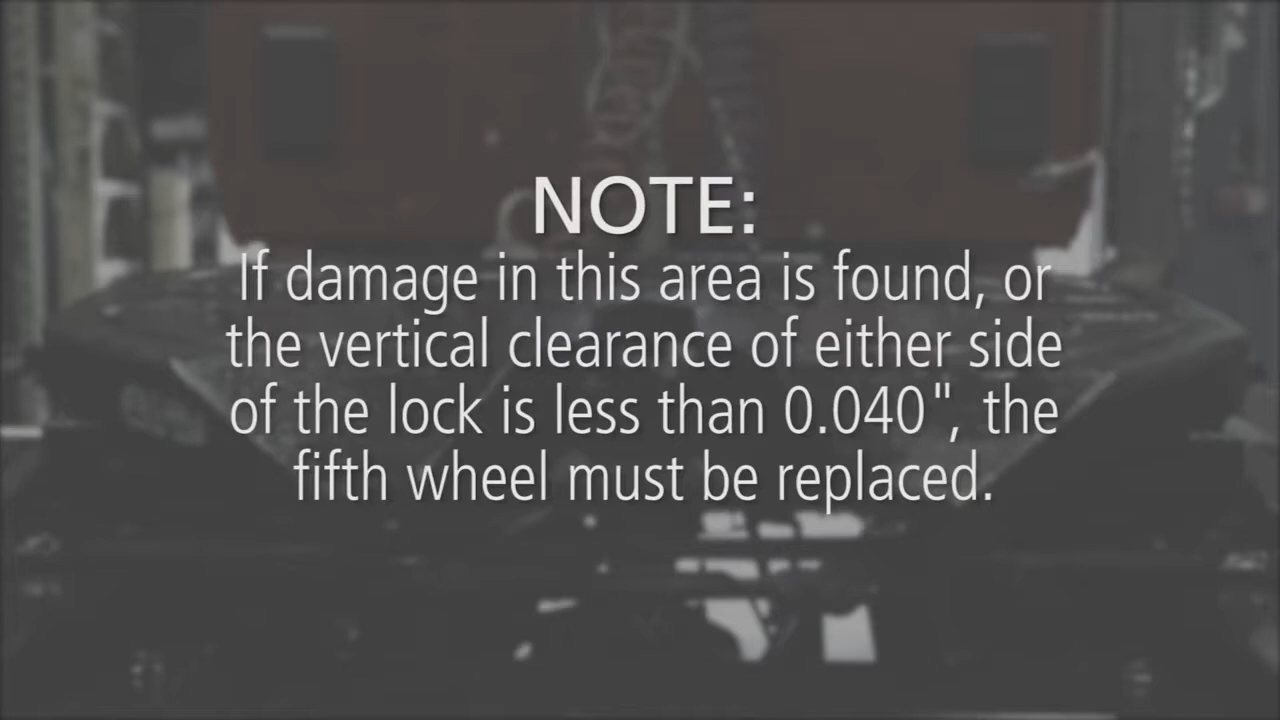 NOTE:
If damage in this area is found, or
the vertical clearance of either side
of the lock is less than 0.040", the
fifth wheel must be replaced.